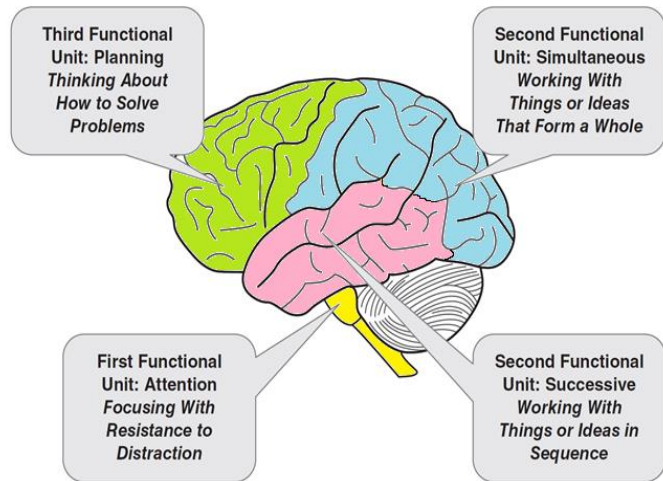 Third Functional
Unit: Planning
Thinking About
How to Solve
Problems
Second Functional
Unit: Simultaneous
Working With
Things or Ideas
That Form a Whole
First Functional
Unit: Attention
Focusing With
Resistance to
Distraction
Second Functional
Unit: Successive
Working With
Things or Ideas in
Sequence